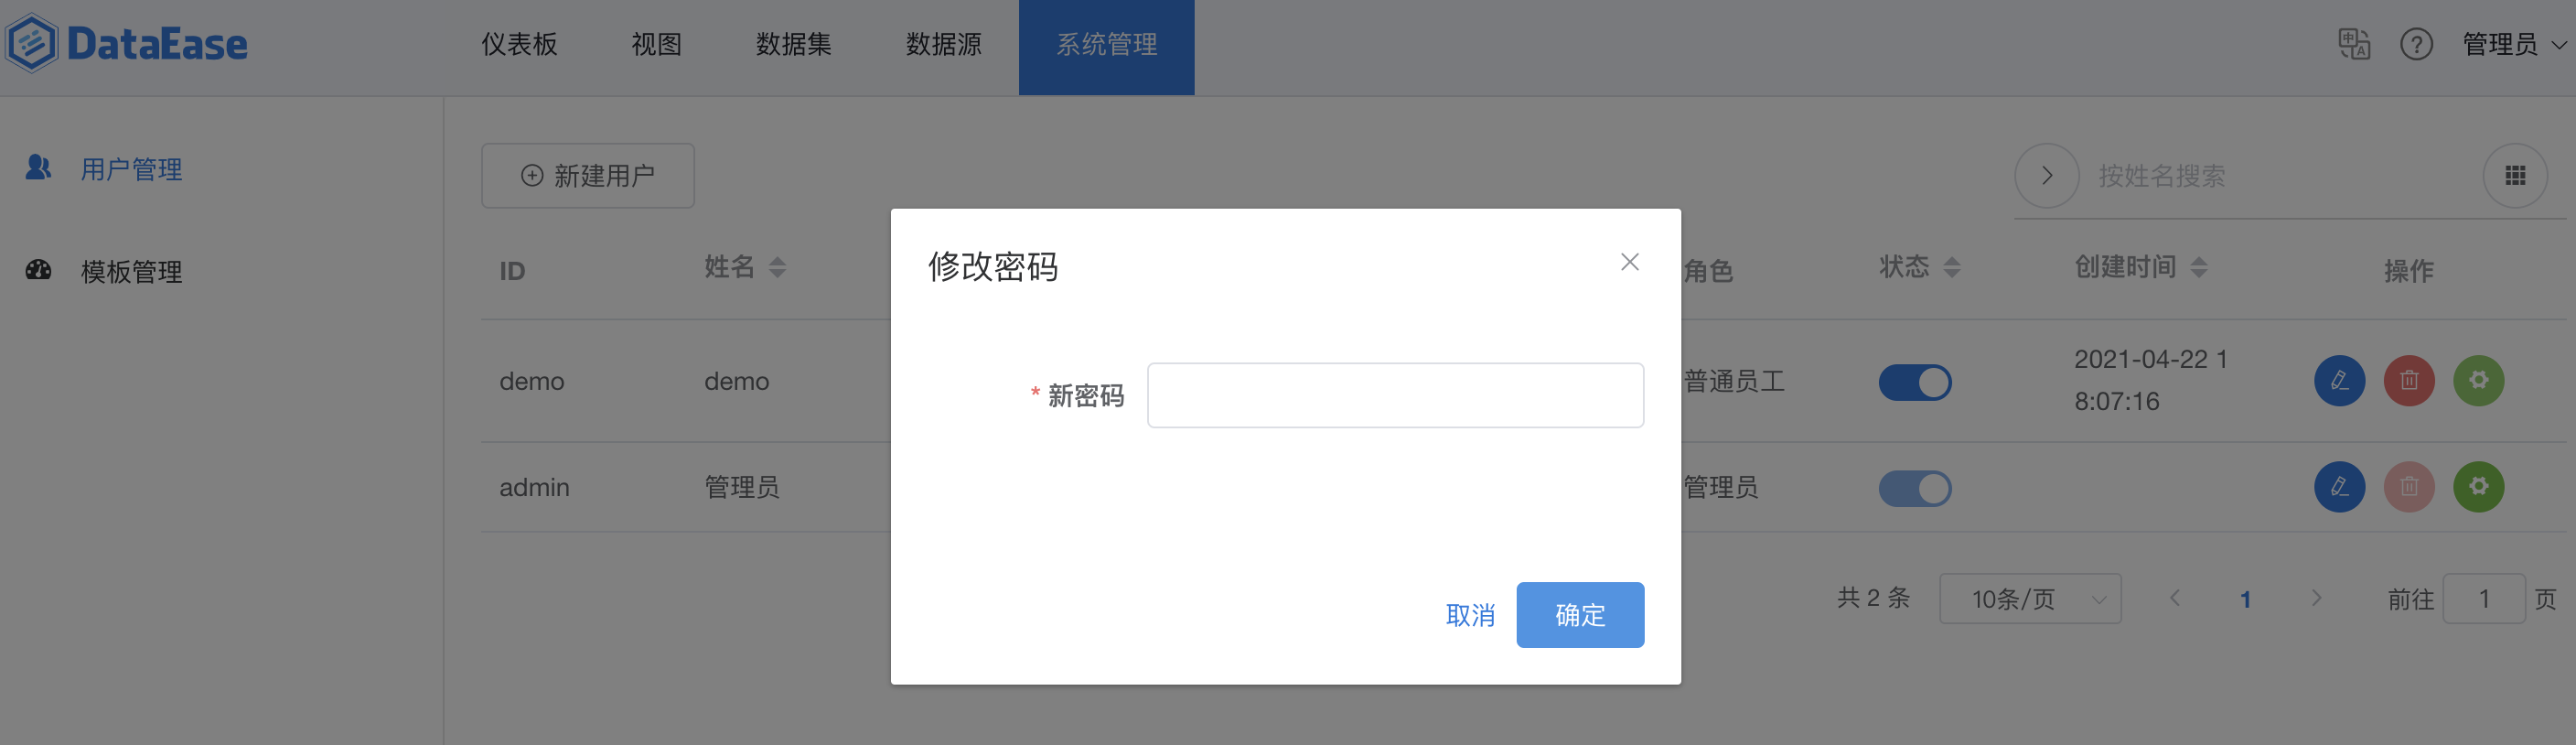 DataEase 仪表板 视图 数据集 数据源 系统管理 管理员
用户管理
模板管理
新建用户
按姓名搜索
修改密码
* 新密码
取消 确定
ID 姓名 角色 状态 创建时间 操作
demo demo 普通员工 2021-04-22 1
8:07:16
admin 管理员 管理员
共 2 条 10条/页 1 前往 1 页